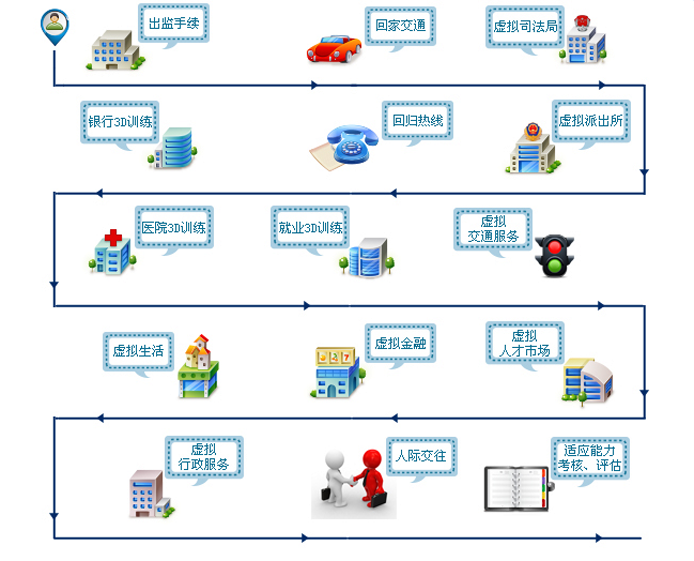 出监手续
回家交通
虚拟司法局
银行3D训练
回归热线
虚拟派出所
医院3D训练
就业3D训练
虚拟
交通服务
虚拟生活
虚拟金融
虚拟
人才市场
虚拟
行政服务
人际交往
适应能力
考核、评估